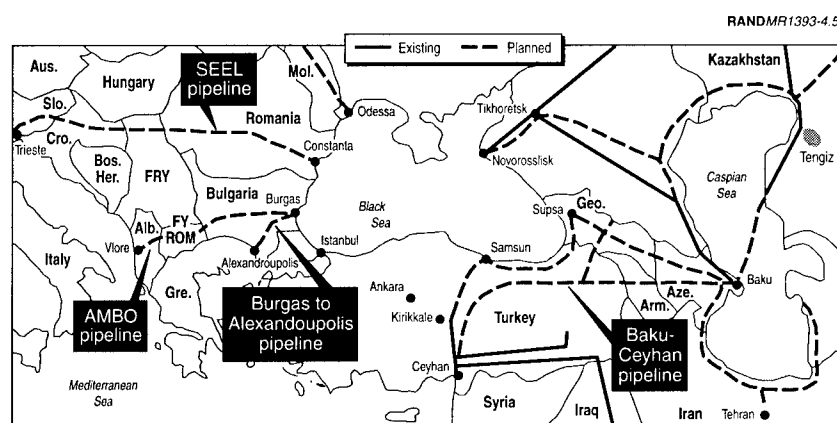 RANDMR1393-4.5
Existing
Planned
Aus.
Hungary
SEEL
pipeline
Mol.
Kazakhstan
Slo.
Romania
Odessa
Tikhoretsk
Cro.
Trieste
Constanta
Novorossfisk
Tengiz
Bos.
Her.
FRY
Caspian
Sea
Bulgaria
Burgas
Black
Sea
Supsa
Geo.
Alb.
FY
ROM
Vlore
Istanbul
Samsun
Italy
Alexandroupolis
Baku
Gre.
Ankara
Aze.
Arm.
AMBO
pipeline
Burgas to
Alexandoupolis
pipeline
Kirikkale
Turkey
Baku-
Ceyhan
pipeline
Ceyhan
Mediterranean
Sea
Syria
Iraq
Iran
Tehran